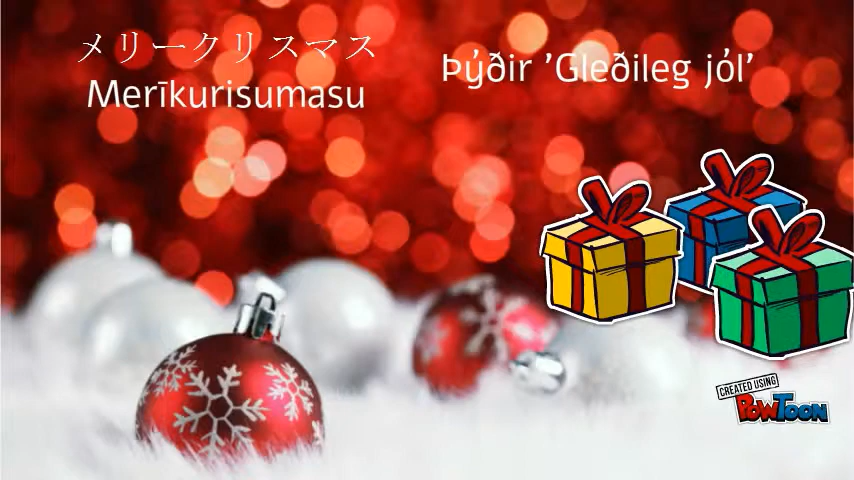 メリークリスマス
Merīkurisumasu
Þýðir 'Gleðileg jól'
CREATED USING
PowToon